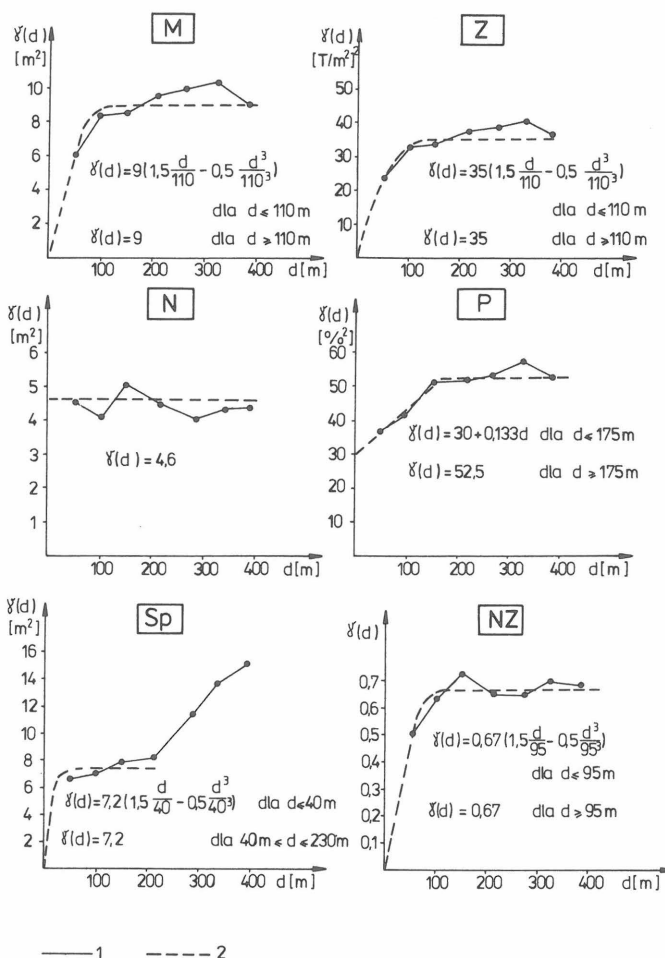 M
γ(d)
[m²]
10
8
6
4
2
γ(d)=9(1,5 d/110 − 0,5 d³/110³)
dla d ≤ 110 m
γ(d)=9 dla d ≥ 110 m
100 200 300 400 d[m]
Z
γ(d)
[T/m²]²
50
40
30
20
10
γ(d)=35(1,5 d/110 − 0,5 d³/110³)
dla d ≤ 110 m
γ(d)=35 dla d ≥ 110 m
100 200 300 400 d[m]
N
γ(d)
[m²]
6
5
4
3
2
1
γ(d)=4,6
100 200 300 400 d[m]
P
γ(d)
[%²]
60
50
40
30
20
10
γ(d)=30+0,133d dla d ≤ 175 m
γ(d)=52,5 dla d ≥ 175 m
100 200 300 400 d[m]
Sp
γ(d)
[m²]
16
14
12
10
8
6
4
2
γ(d)=7,2(1,5 d/40 − 0,5 d³/40³) dla d ≤ 40 m
γ(d)=7,2 dla 40 m ≤ d ≤ 230 m
100 200 300 400 d[m]
NZ
γ(d)
0,7
0,6
0,5
0,4
0,3
0,2
0,1
γ(d)=0,67(1,5 d/95 − 0,5 d³/95³)
dla d ≤ 95 m
γ(d)=0,67 dla d ≥ 95 m
100 200 300 400 d[m]
1 2